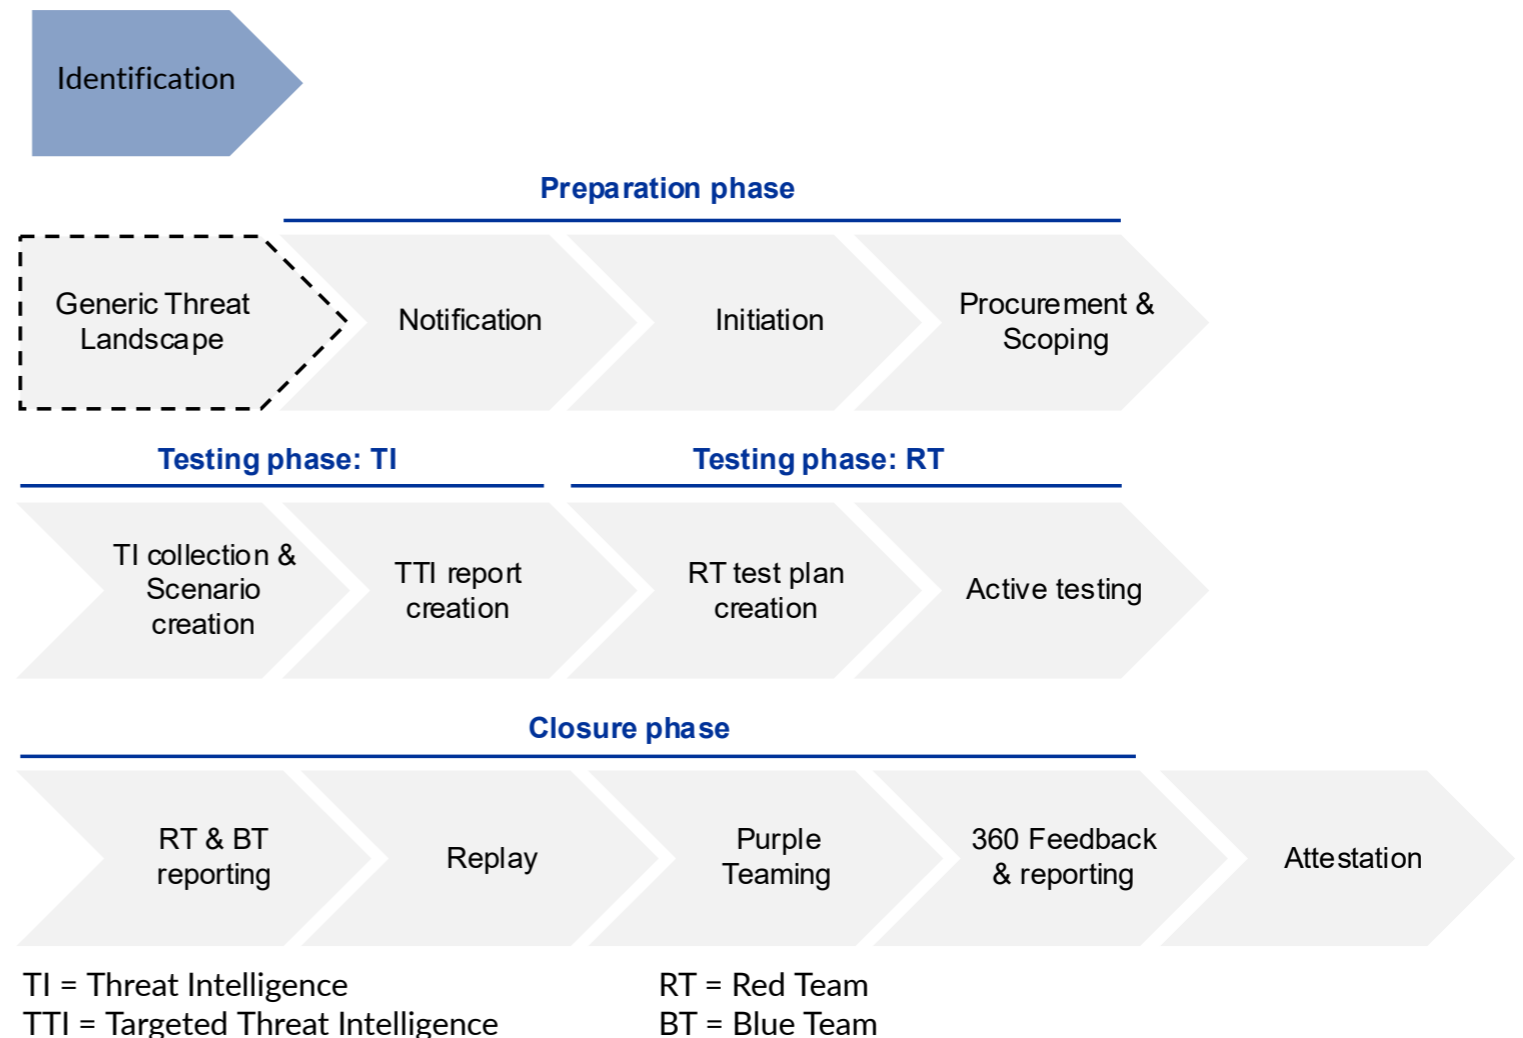 Identification
Preparation phase
Generic Threat
Landscape
Notification
Initiation
Procurement &
Scoping
Testing phase: TI
Testing phase: RT
TI collection &
Scenario
creation
TTI report
creation
RT test plan
creation
Active testing
Closure phase
RT & BT
reporting
Replay
Purple
Teaming
360 Feedback
& reporting
Attestation
TI = Threat Intelligence
TTI = Targeted Threat Intelligence
RT = Red Team
BT = Blue Team